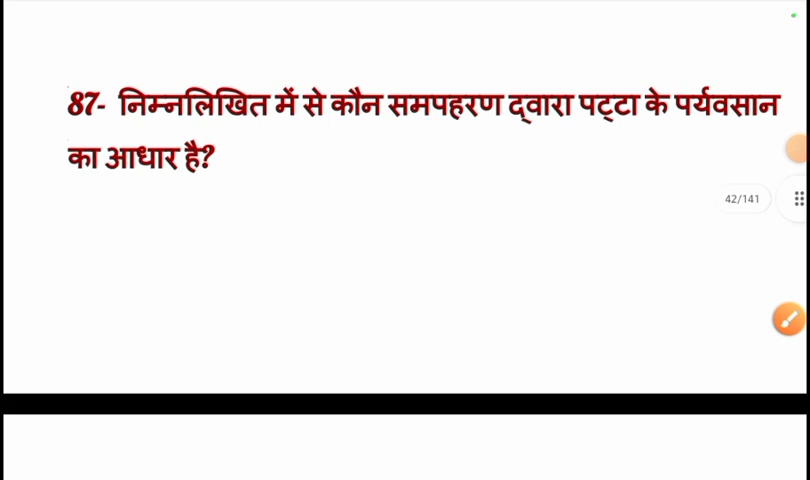 87- निम्नलिखित में से कौन समपहरण द्वारा पट्टा के पर्यवसान
का आधार है?
42/141